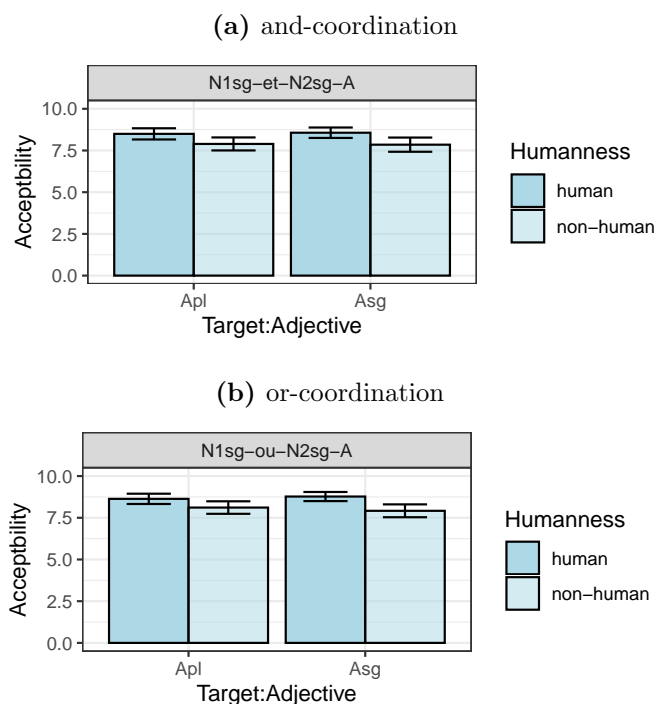 (a) and-coordination
N1sg-et-N2sg-A
10.0
7.5
5.0
2.5
0.0
Acceptbility
Apl Asg
Target:Adjective
Humanness
human
non-human
(b) or-coordination
N1sg-ou-N2sg-A
10.0
7.5
5.0
2.5
0.0
Acceptbility
Apl Asg
Target:Adjective
Humanness
human
non-human